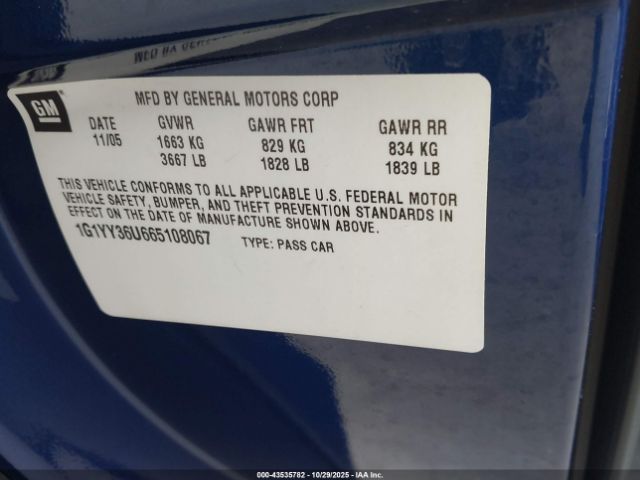 GM
MFD BY GENERAL MOTORS CORP
DATE GVWR GAWR FRT GAWR RR
11/05 1663 KG 829 KG 834 KG
3667 LB 1828 LB 1839 LB
THIS VEHICLE CONFORMS TO ALL APPLICABLE U.S. FEDERAL MOTOR
VEHICLE SAFETY, BUMPER, AND THEFT PREVENTION STANDARDS IN
EFFECT ON THE DATE OF MANUFACTURE SHOWN ABOVE.
1G1YY36U665108067 TYPE: PASS CAR
000-43535782 - 10/29/2025 - IAA Inc.